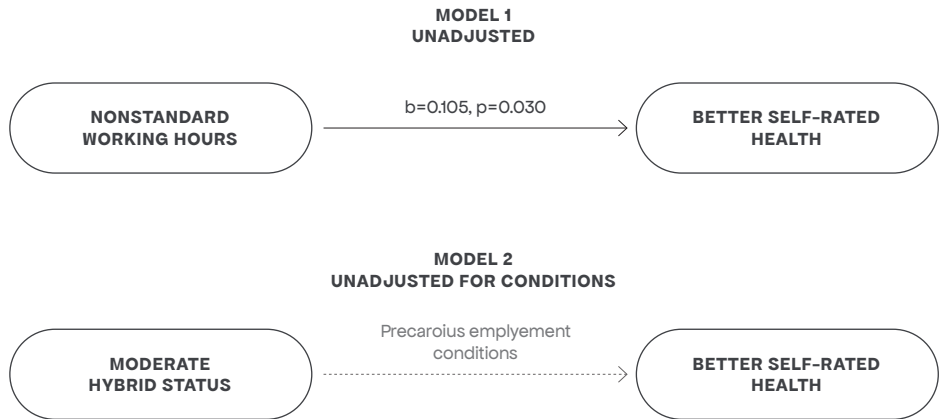 MODEL 1
UNADJUSTED
NONSTANDARD
WORKING HOURS
b=0.105, p=0.030
BETTER SELF-RATED
HEALTH
MODEL 2
UNADJUSTED FOR CONDITIONS
MODERATE
HYBRID STATUS
Precaroius emplyement
conditions
BETTER SELF-RATED
HEALTH